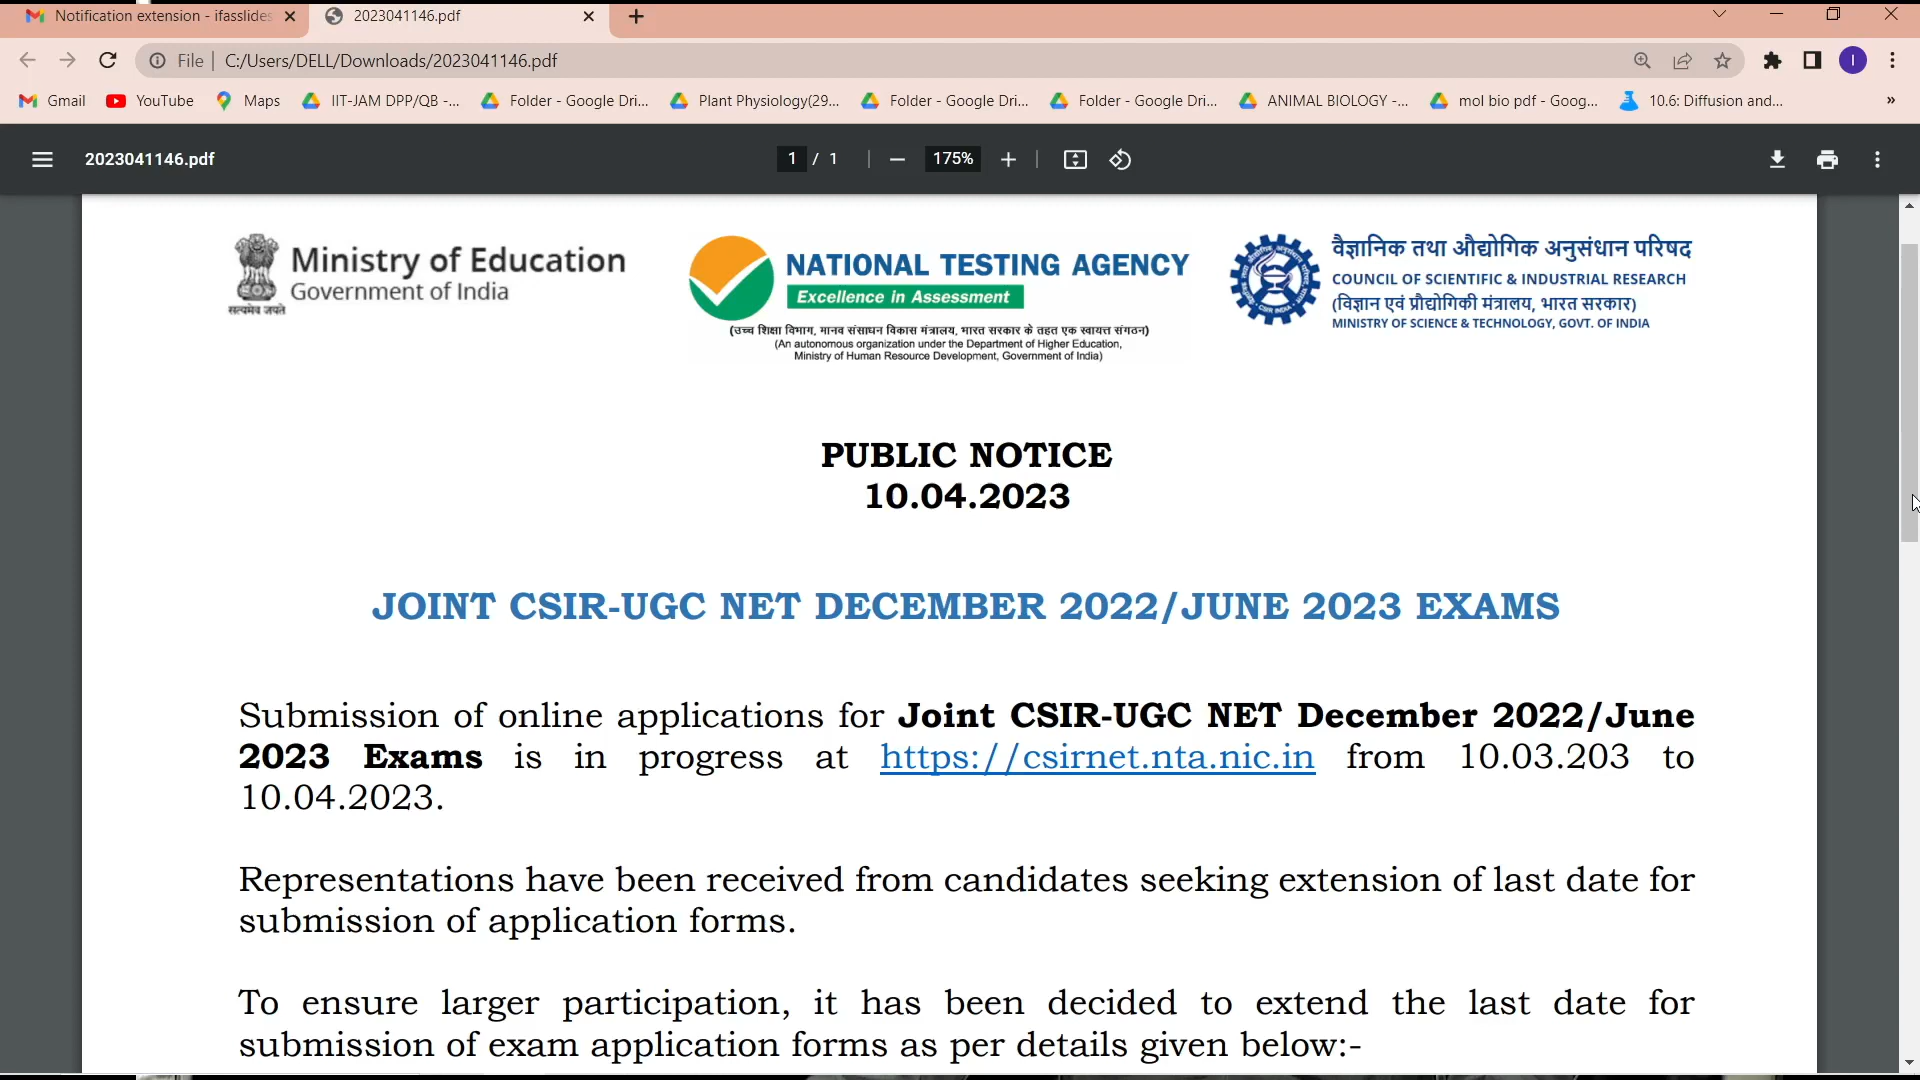 Notification extension - ifasslides
2023041146.pdf
File | C:/Users/DELL/Downloads/2023041146.pdf
I
Gmail YouTube Maps IIT-JAM DPP/QB -... Folder - Google Dri... Plant Physiology(29... Folder - Google Dri... Folder - Google Dri... ANIMAL BIOLOGY -... mol bio pdf - Goog... 10.6: Diffusion and... »
2023041146.pdf 1 / 1 | — 175% + |
सत्यमेव जयते
Ministry of Education
Government of India
NATIONAL TESTING AGENCY
Excellence in Assessment
(उच्च शिक्षा विभाग, मानव संसाधन विकास मंत्रालय, भारत सरकार के तहत एक स्वायत्त संगठन)
(An autonomous organization under the Department of Higher Education,
Ministry of Human Resource Development, Government of India)
वैज्ञानिक तथा औद्योगिक अनुसंधान परिषद
COUNCIL OF SCIENTIFIC & INDUSTRIAL RESEARCH
(विज्ञान एवं प्रौद्योगिकी मंत्रालय, भारत सरकार)
MINISTRY OF SCIENCE & TECHNOLOGY, GOVT. OF INDIA
PUBLIC NOTICE
10.04.2023
JOINT CSIR-UGC NET DECEMBER 2022/JUNE 2023 EXAMS
Submission of online applications for Joint CSIR-UGC NET December 2022/June
2023 Exams is in progress at https://csirnet.nta.nic.in from 10.03.203 to
10.04.2023.
Representations have been received from candidates seeking extension of last date for
submission of application forms.
To ensure larger participation, it has been decided to extend the last date for
submission of exam application forms as per details given below:-